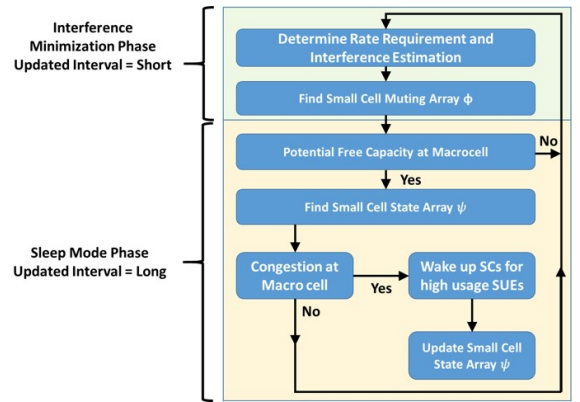 Interference
Minimization Phase
Updated Interval = Short
Determine Rate Requirement and
Interference Estimation
Find Small Cell Muting Array ϕ
Potential Free Capacity at Macrocell
No
Yes
Find Small Cell State Array ψ
Sleep Mode Phase
Updated Interval = Long
Congestion at
Macro cell
Yes
Wake up SCs for
high usage SUEs
No
Update Small Cell
State Array ψ